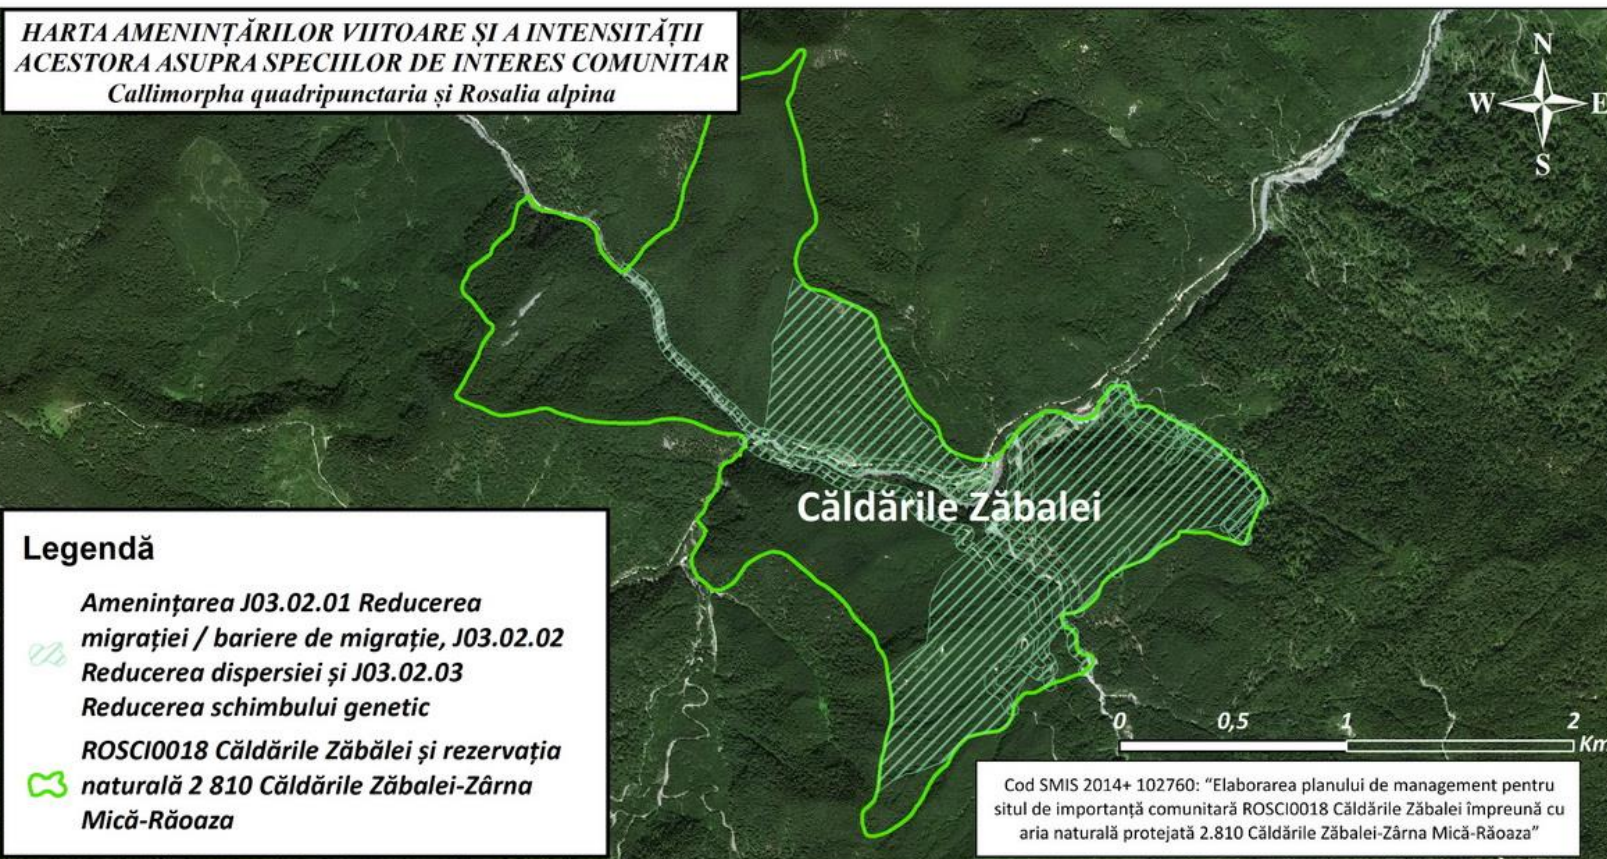 HARTA AMENINȚĂRILOR VIITOARE ȘI A INTENSITĂȚII
ACESTORA ASUPRA SPECIILOR DE INTERES COMUNITAR
Callimorpha quadripunctaria și Rosalia alpina
N
W E
S
Căldările Zăbalei
Legendă
Amenințarea J03.02.01 Reducerea
migrației / bariere de migrație, J03.02.02
Reducerea dispersiei și J03.02.03
Reducerea schimbului genetic
ROSCI0018 Căldările Zăbălei și rezervația
naturală 2 810 Căldările Zăbalei-Zârna
Mică-Răoaza
0 0,5 1 2
Km
Cod SMIS 2014+ 102760: “Elaborarea planului de management pentru
situl de importanță comunitară ROSCI0018 Căldările Zăbalei împreună cu
aria naturală protejată 2.810 Căldările Zăbalei-Zârna Mică-Răoaza”